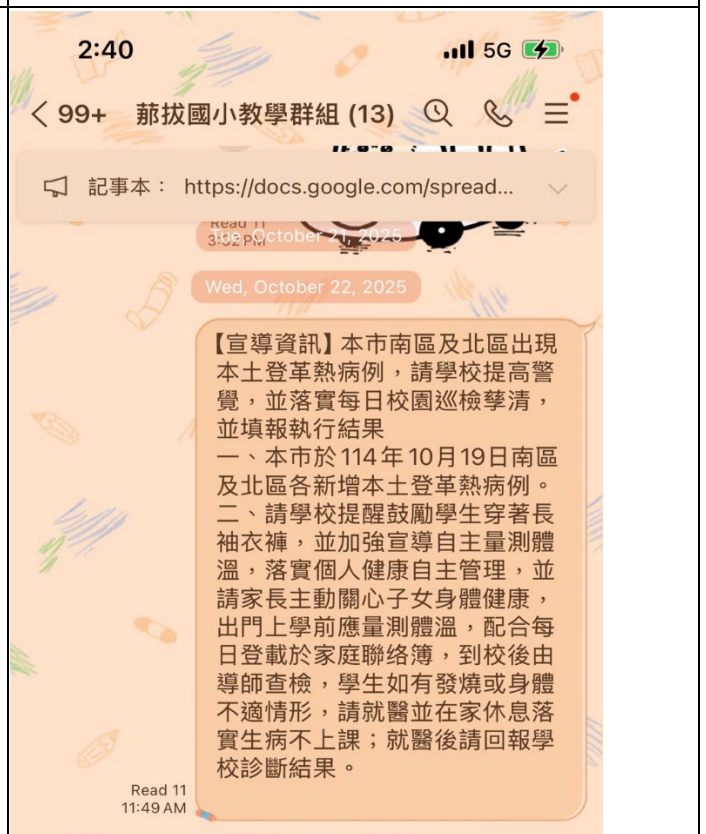 2:40
5G
99+ 蔀拔國小教學群組 (13)
記事本： https://docs.google.com/spread...
Read 11
3:02 PM
Tue, October 21, 2025
Wed, October 22, 2025
【宣導資訊】本市南區及北區出現
本土登革熱病例，請學校提高警
覺，並落實每日校園巡檢孳清，
並填報執行結果
一、本市於114年10月19日南區
及北區各新增本土登革熱病例。
二、請學校提醒鼓勵學生穿著長
袖衣褲，並加強宣導自主量測體
溫，落實個人健康自主管理，並
請家長主動關心子女身體健康，
出門上學前應量測體溫，配合每
日登載於家庭聯絡簿，到校後由
導師查檢，學生如有發燒或身體
不適情形，請就醫並在家休息落
實生病不上課；就醫後請回報學
校診斷結果。
Read 11
11:49 AM